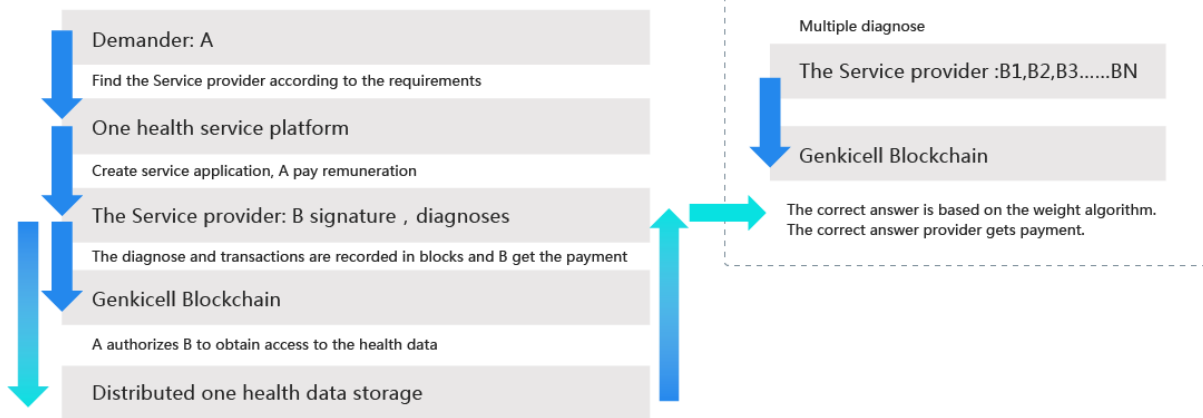 Demander: A
Find the Service provider according to the requirements
One health service platform
Create service application, A pay remuneration
The Service provider: B signature , diagnoses
The diagnose and transactions are recorded in blocks and B get the payment
Genkicell Blockchain
A authorizes B to obtain access to the health data
Distributed one health data storage
Multiple diagnose
The Service provider :B1,B2,B3......BN
Genkicell Blockchain
The correct answer is based on the weight algorithm.
The correct answer provider gets payment.